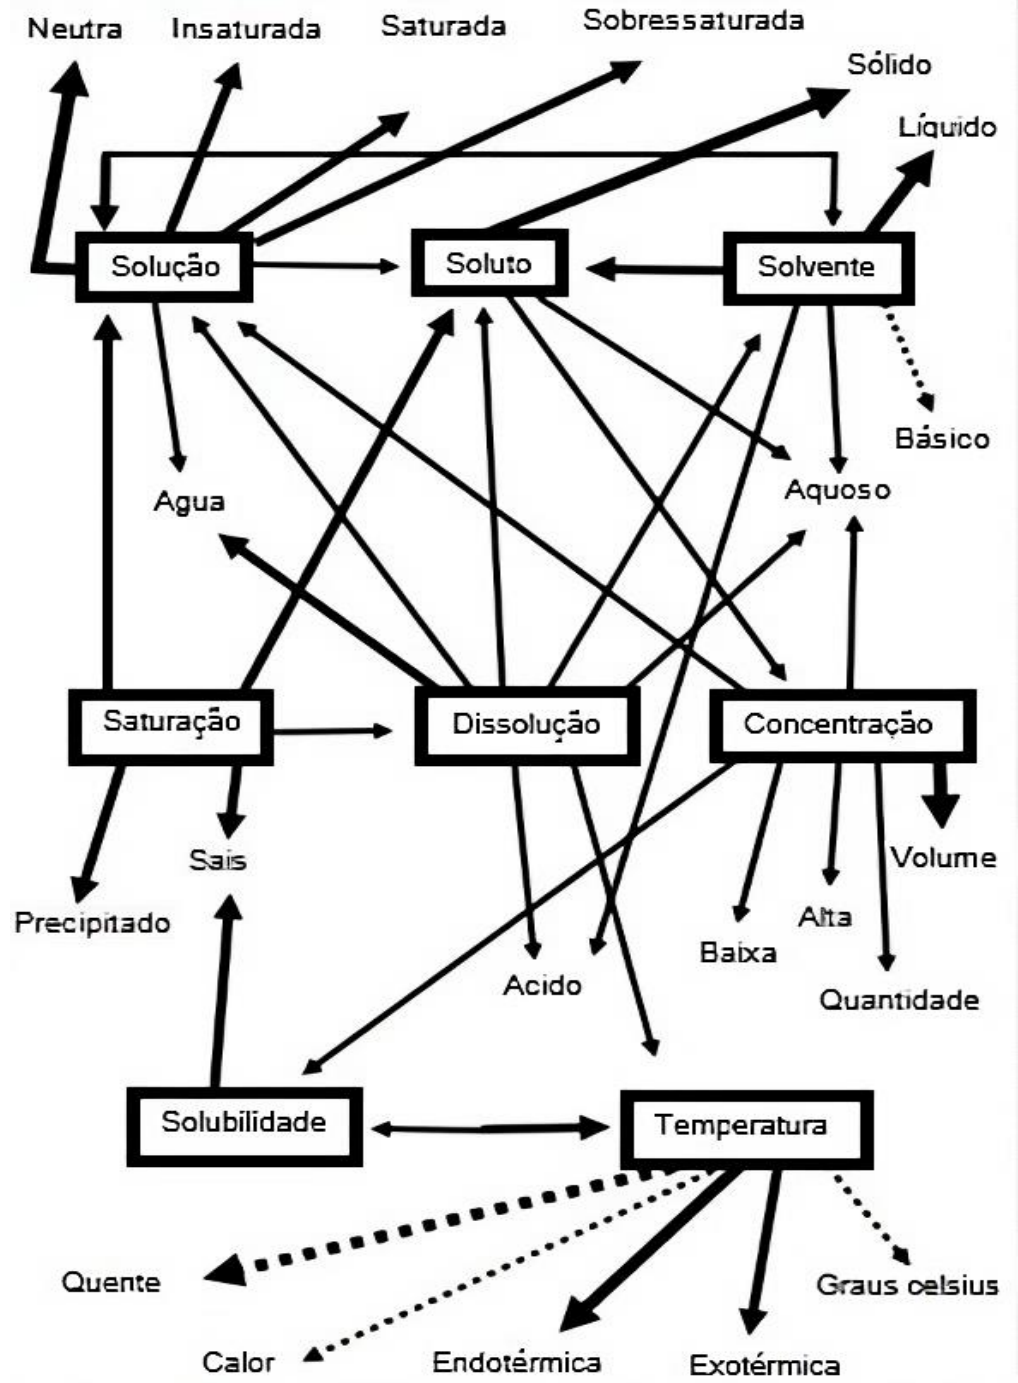 Neutra
Insaturada
Saturada
Sobressaturada
Sólido
Líquido
Solução
Soluto
Solvente
Básico
Aquoso
Agua
Saturação
Dissolução
Concentração
Sais
Volume
Precipitado
Alta
Baixa
Acido
Quantidade
Solubilidade
Temperatura
Quente
Graus celsius
Calor
Endotérmica
Exotérmica